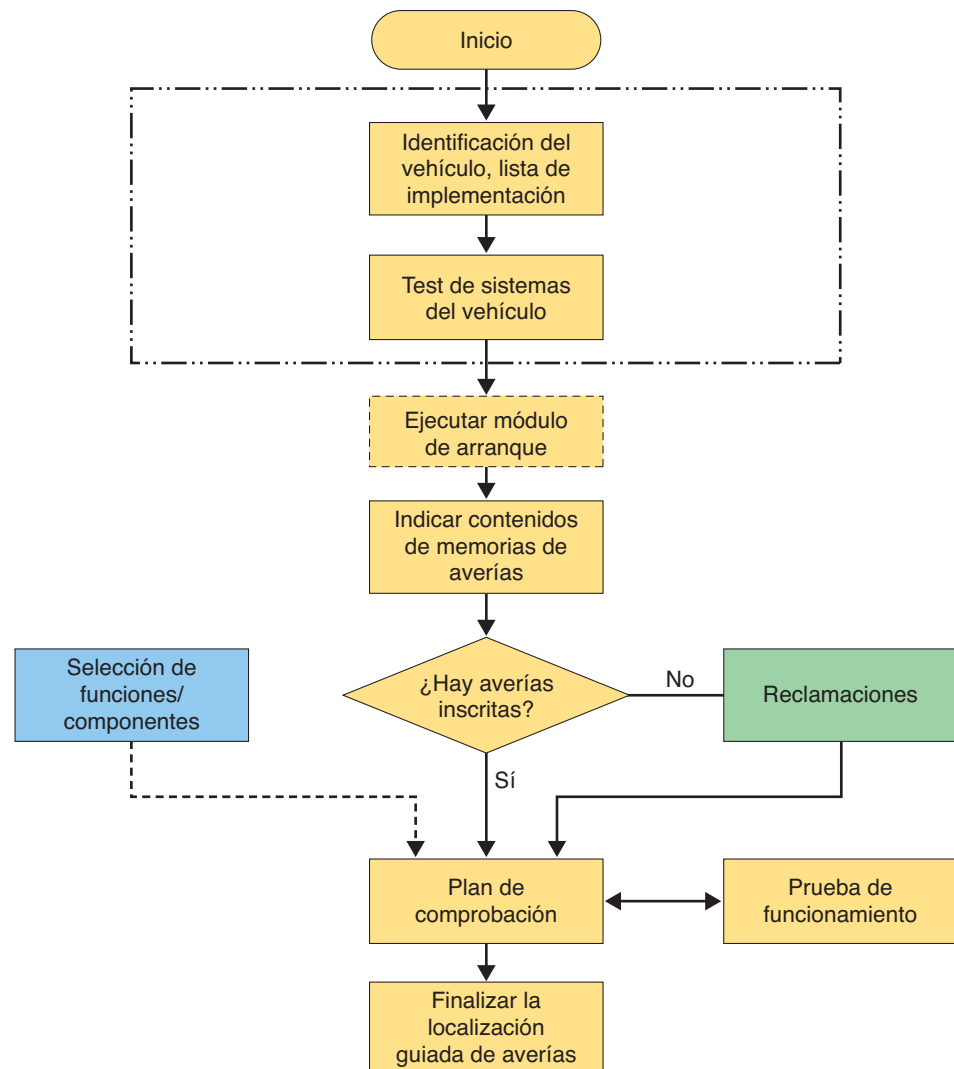 Inicio
Identificación del
vehículo, lista de
implementación
Test de sistemas
del vehículo
Ejecutar módulo
de arranque
Indicar contenidos
de memorias de
averías
Selección de
funciones/
componentes
¿Hay averías
inscritas?
No
Reclamaciones
Sí
Plan de
comprobación
Prueba de
funcionamiento
Finalizar la
localización
guiada de averías